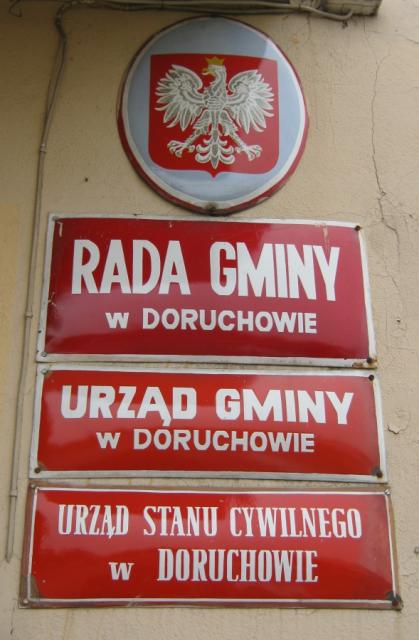 RADA GMINY
w DORUCHOWIE
URZĄD GMINY
w DORUCHOWIE
URZĄD STANU CYWILNEGO
w DORUCHOWIE